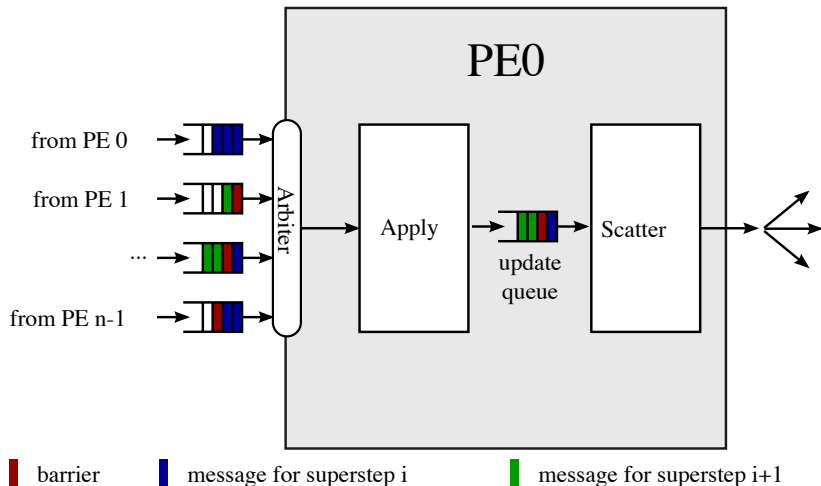 PE0
from PE 0
from PE 1
...
from PE n-1
Arbiter
Apply
update
queue
Scatter
barrier
message for superstep i
message for superstep i+1